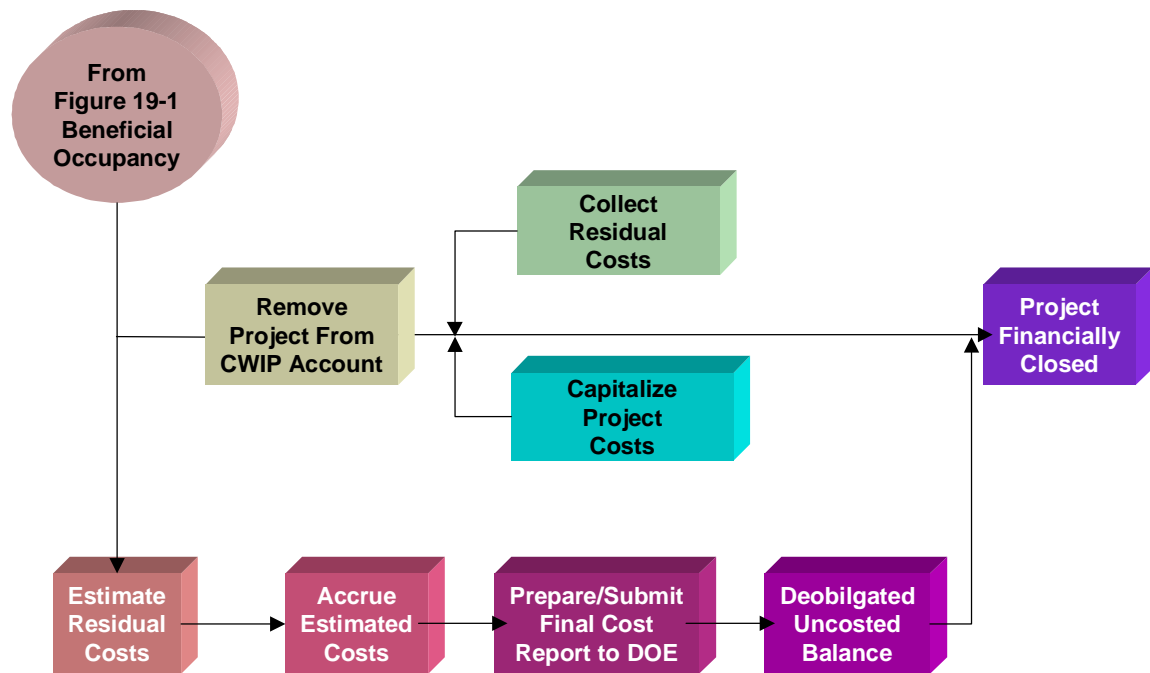 From
Figure 19-1
Beneficial
Occupancy
Collect
Residual
Costs
Remove
Project From
CWIP Account
Project
Financially
Closed
Capitalize
Project
Costs
Estimate
Residual
Costs
Accrue
Estimated
Costs
Prepare/Submit
Final Cost
Report to DOE
Deobilgated
Uncosted
Balance